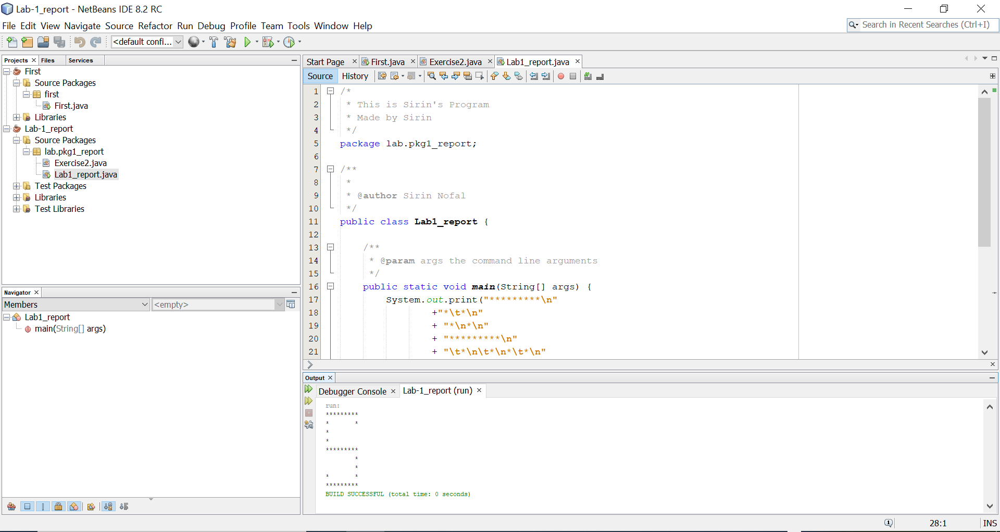 Lab-1_report - NetBeans IDE 8.2 RC
File Edit View Navigate Source Refactor Run Debug Profile Team Tools Window Help
Search in Recent Searches (Ctrl+I)
<default confi...
Projects Files Services
First
Source Packages
first
First.java
Libraries
Lab-1_report
Source Packages
lab.pkg1_report
Exercise2.java
Lab1_report.java
Test Packages
Libraries
Test Libraries
Navigator
Members <empty>
Lab1_report
main(String[] args)
Start Page First.java Exercise2.java Lab1_report.java
Source History
1 /*
2 * This is Sirin's Program
3 * Made by Sirin
4 */
5 package lab.pkg1_report;
6
7 /**
8 *
9 * @author Sirin Nofal
10 */
11 public class Lab1_report {
12
13 /**
14 * @param args the command line arguments
15 */
16 public static void main(String[] args) {
17 System.out.print("*********\n"
18 +"*\t*\n"
19 + "*\n*\n"
20 + "*********\n"
21 + "\t*\n\t*\n*\t*\n"
Output
Debugger Console Lab-1_report (run)
run:
*********
*       *
*
*
*********
        *
        *
*       *
*********
BUILD SUCCESSFUL (total time: 0 seconds)
28:1 INS